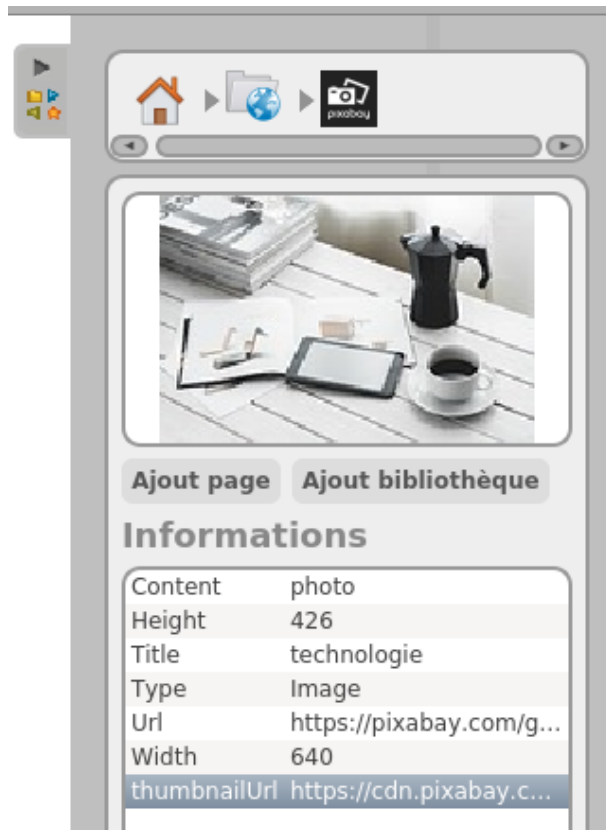 pixabay
Ajout page Ajout bibliothèque
Informations
Content photo
Height 426
Title technologie
Type Image
Url https://pixabay.com/g...
Width 640
thumbnailUrl https://cdn.pixabay.c...